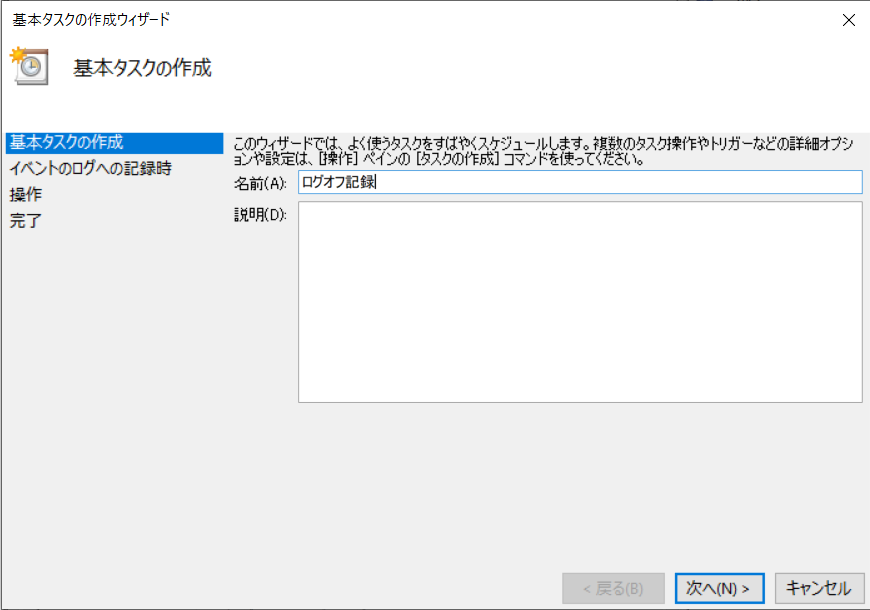 基本タスクの作成ウィザード
基本タスクの作成
基本タスクの作成
イベントのログへの記録時
操作
完了
このウィザードでは、よく使うタスクをすばやくスケジュールします。複数のタスク操作やトリガーなどの詳細オプシ
ョンや設定は、[操作] ペインの [タスクの作成] コマンドを使ってください。
名前(A):
ログオフ記録
説明(D):
< 戻る(B)
次へ(N) >
キャンセル